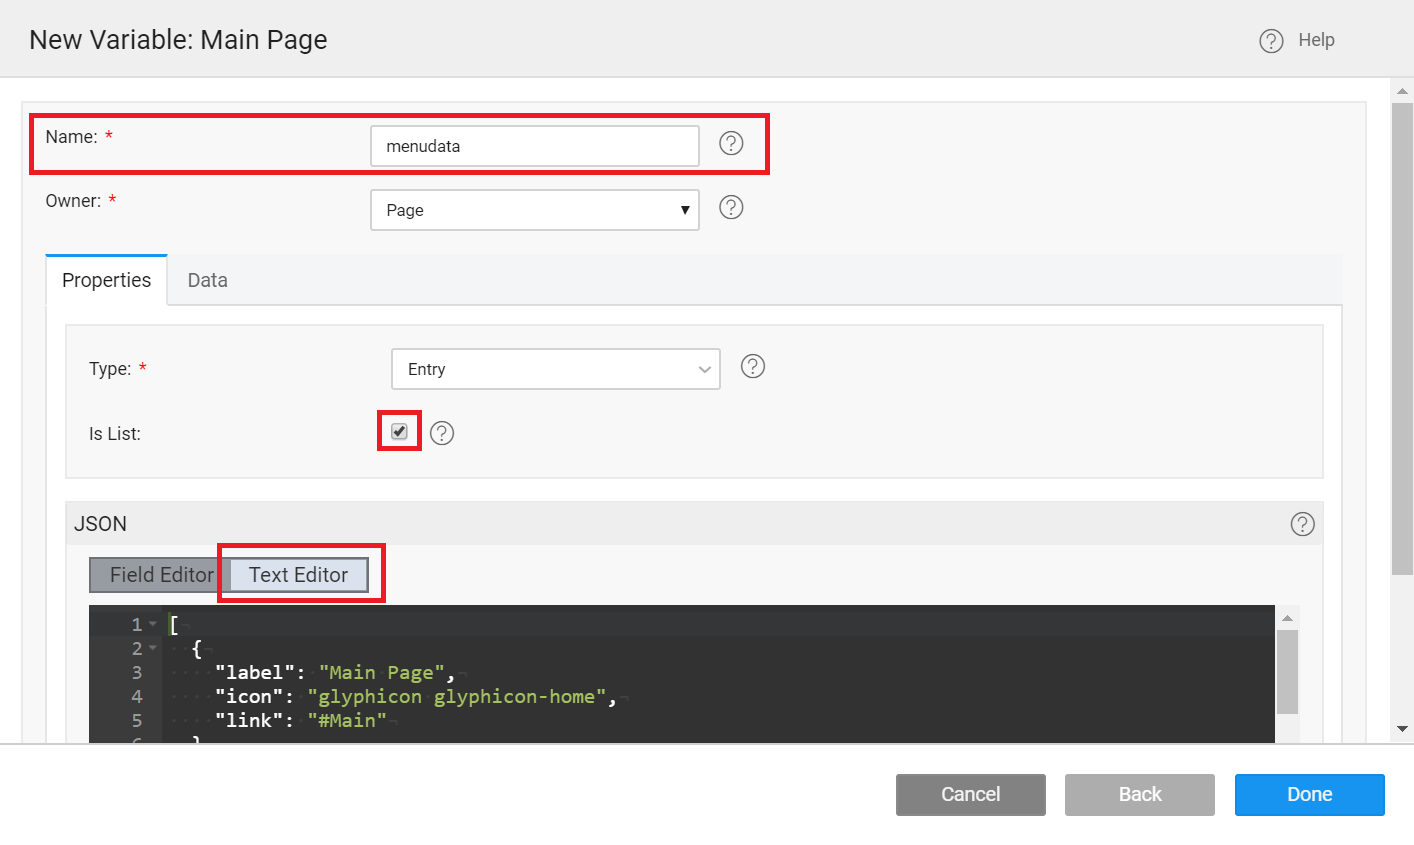 New Variable: Main Page
? Help
Name: * menudata ?
Owner: * Page ?
Properties Data
Type: * Entry ?
Is List: ?
JSON ?
Field Editor Text Editor
1 [
2 {
3 "label": "Main Page",
4 "icon": "glyphicon glyphicon-home",
5 "link": "#Main"
Cancel Back Done